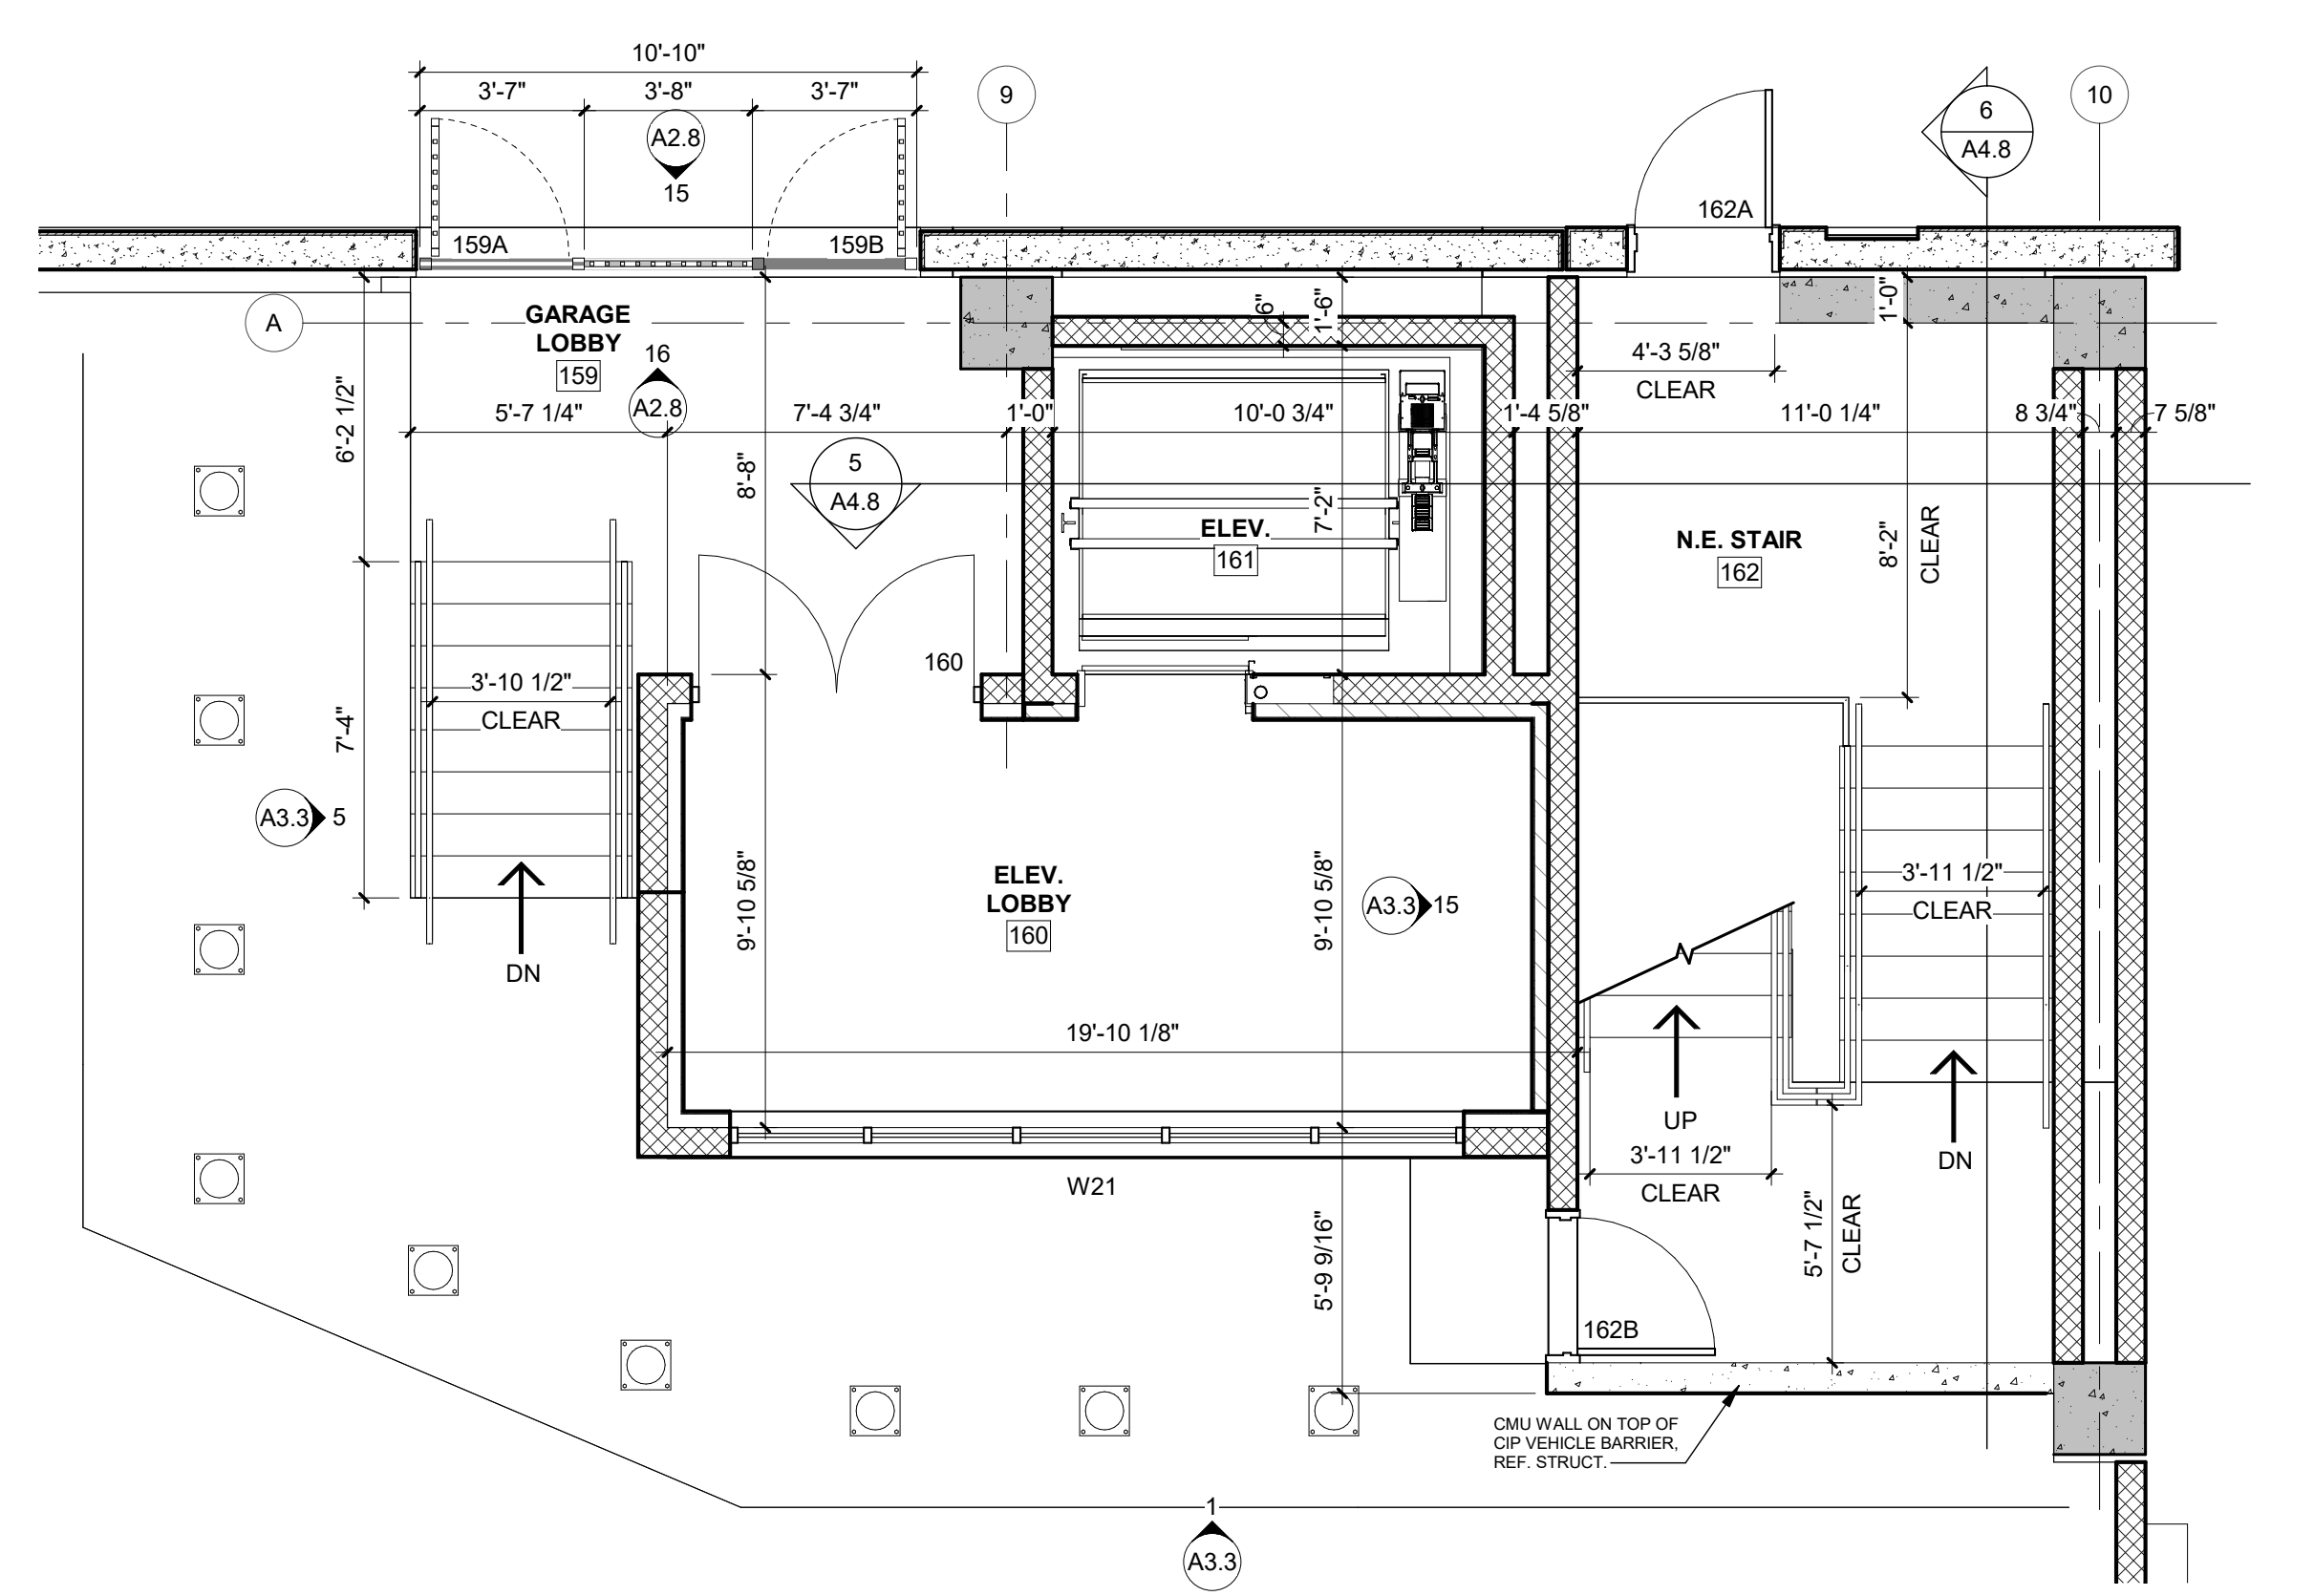 10'-10"
3'-7"
3'-8"
3'-7"
A2.8
15
9
6
A4.8
10
159A
159B
162A
A
GARAGE
LOBBY
159
16
A2.8
6"
1'-6"
1'-0"
4'-3 5/8"
CLEAR
6'-2 1/2"
5'-7 1/4"
7'-4 3/4"
1'-0"
10'-0 3/4"
1'-4 5/8"
11'-0 1/4"
8 3/4"
7 5/8"
8'-8"
5
A4.8
7'-2"
ELEV.
161
N.E. STAIR
162
8'-2"
CLEAR
160
3'-10 1/2"
CLEAR
7'-4"
A3.3
5
DN
9'-10 5/8"
ELEV.
LOBBY
160
9'-10 5/8"
A3.3
15
3'-11 1/2"
CLEAR
19'-10 1/8"
UP
DN
3'-11 1/2"
CLEAR
W21
5'-9 9/16"
5'-7 1/2"
CLEAR
162B
CMU WALL ON TOP OF
CIP VEHICLE BARRIER,
REF. STRUCT.
1
A3.3